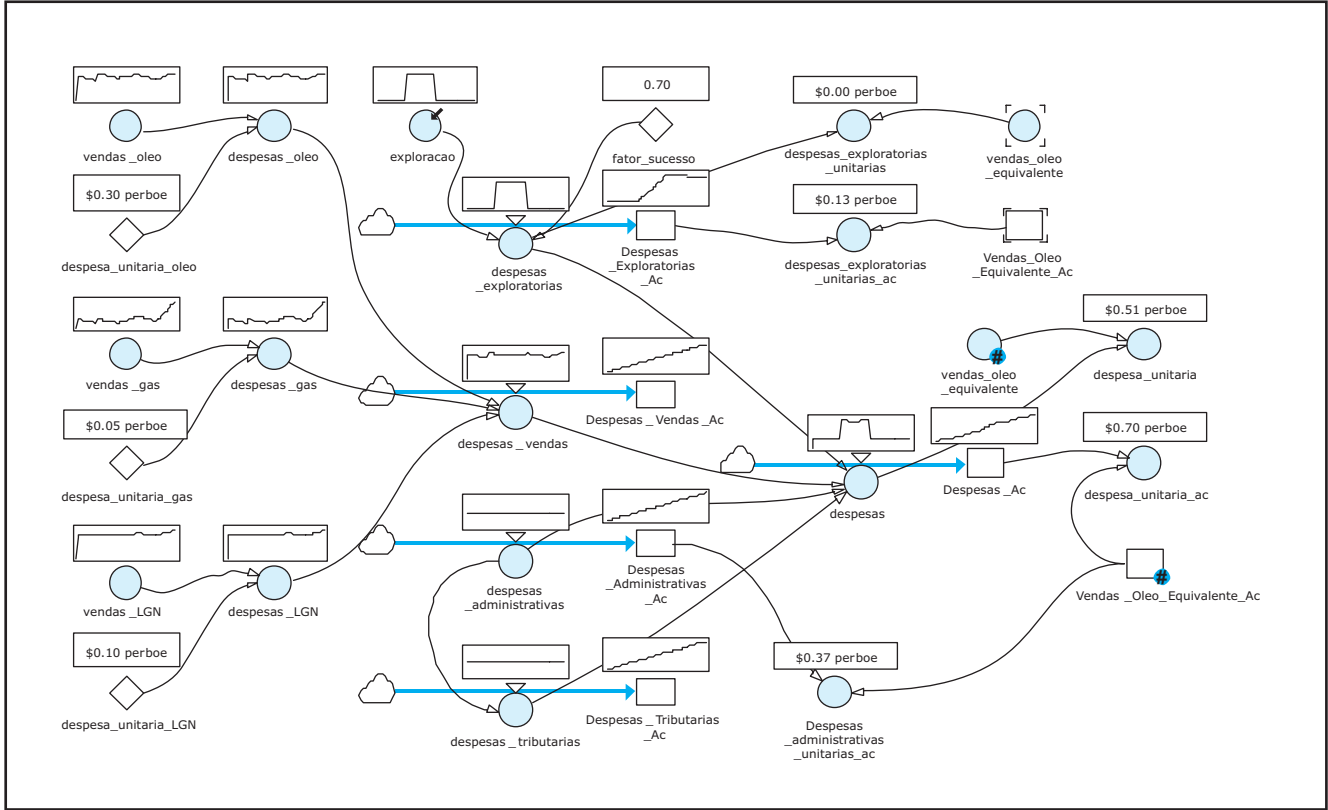 0.70
$0.00 perboe
vendas _oleo
despesas _oleo
exploracao
fator_sucesso
despesas_exploratorias
_unitarias
vendas_oleo
_equivalente
$0.30 perboe
$0.13 perboe
despesa_unitaria_oleo
despesas
_exploratorias
Despesas
_Exploratorias
_Ac
despesas_exploratorias
_unitarias_ac
Vendas_Oleo
_Equivalente_Ac
$0.51 perboe
vendas _gas
despesas _gas
vendas_oleo
_equivalente
#
despesa_unitaria
$0.05 perboe
despesas _ vendas
Despesas _ Vendas _Ac
$0.70 perboe
despesa_unitaria_gas
despesas
Despesas _Ac
despesa_unitaria_ac
vendas _LGN
despesas _LGN
despesas
_administrativas
Despesas
_Administrativas
_Ac
#
Vendas _Oleo_Equivalente_Ac
$0.10 perboe
$0.37 perboe
despesa_unitaria_LGN
despesas _ tributarias
Despesas _ Tributarias
_Ac
Despesas
_administrativas
_unitarias_ac